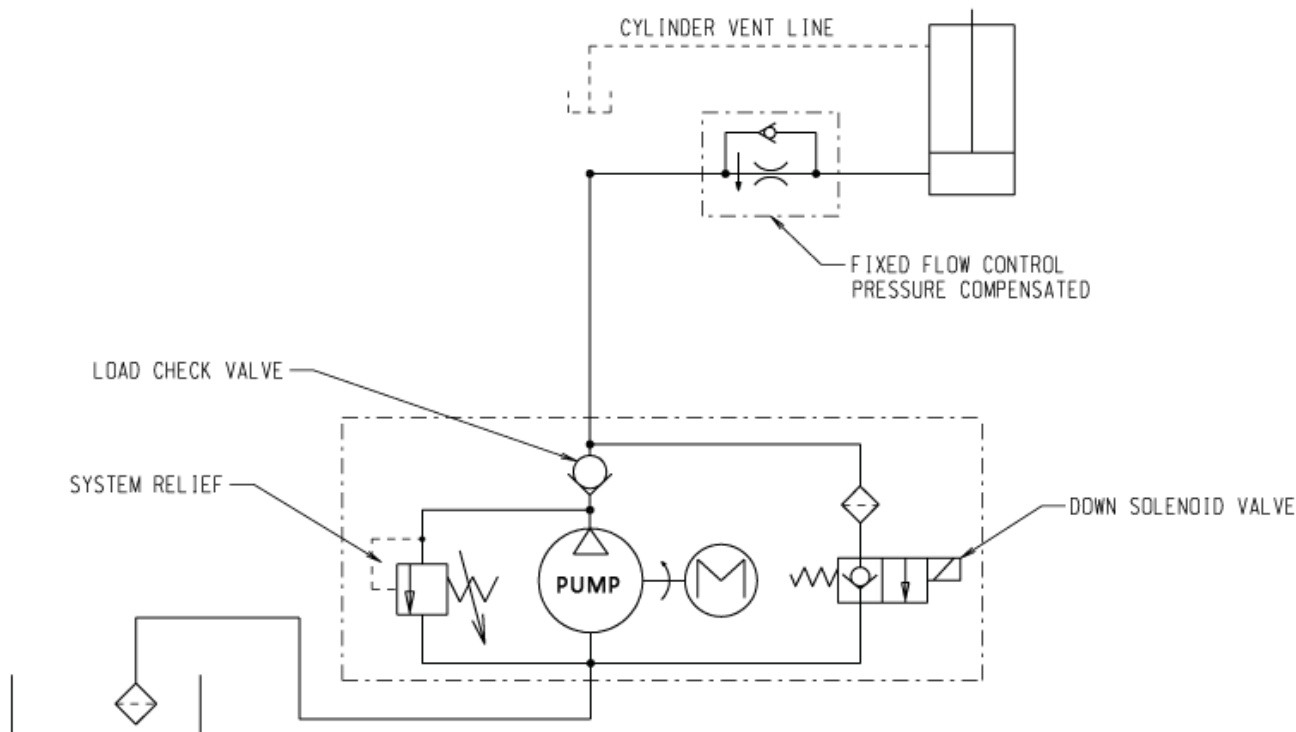 CYLINDER VENT LINE
FIXED FLOW CONTROL
PRESSURE COMPENSATED
LOAD CHECK VALVE
SYSTEM RELIEF
DOWN SOLENOID VALVE
PUMP
M